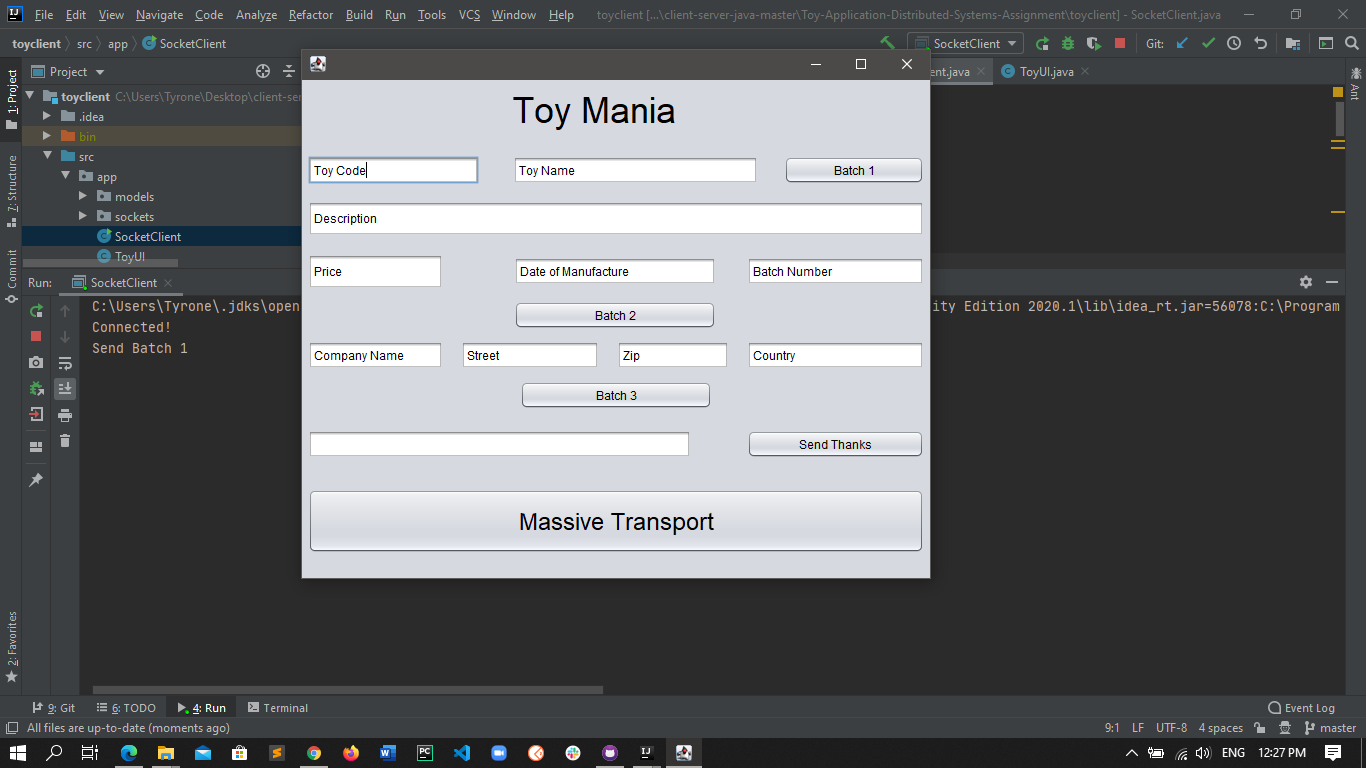 File Edit View Navigate Code Analyze Refactor Build Run Tools VCS Window Help toyclient [...\client-server-java-master\Toy-Application-Distributed-Systems-Assignment\toyclient] - SocketClient.java
toyclient src app SocketClient SocketClient Git:
1: Project
Project
ent.java ToyUI.java
Ant
toyclient C:\Users\Tyrone\Desktop\client-se
.idea
bin
src
app
models
sockets
SocketClient
ToyUI
7: Structure
Commit
2: Favorites
Toy Mania
Toy Code Toy Name Batch 1
Description
Price Date of Manufacture Batch Number
Batch 2
Company Name Street Zip Country
Batch 3
Send Thanks
Massive Transport
Run: SocketClient
C:\Users\Tyrone\.jdks\open ity Edition 2020.1\lib\idea_rt.jar=56078:C:\Program
Connected!
Send Batch 1
9: Git 6: TODO 4: Run Terminal Event Log
All files are up-to-date (moments ago) 9:1 LF UTF-8 4 spaces master
ENG 12:27 PM